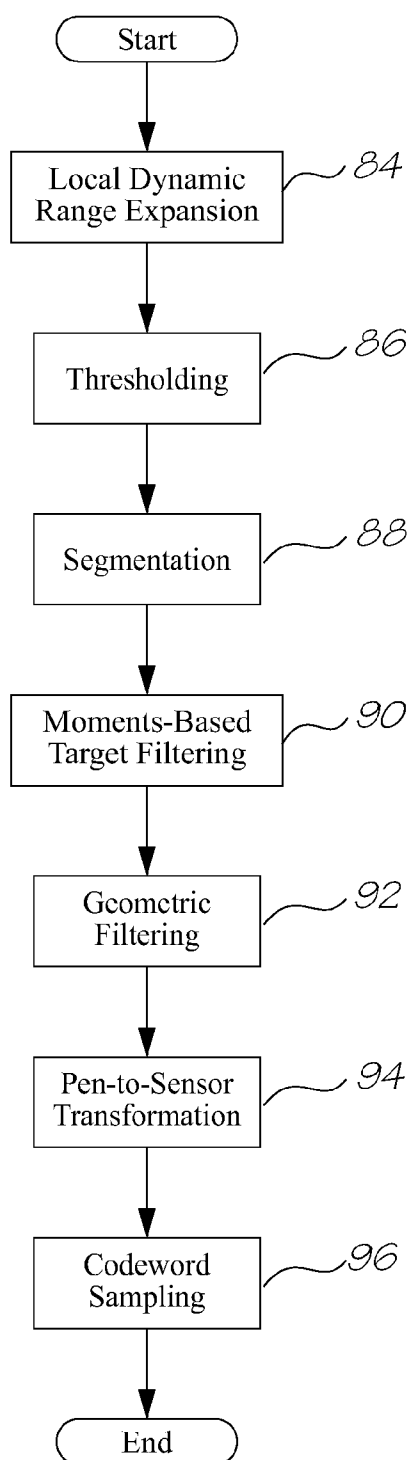 Start
Local Dynamic
Range Expansion
84
Thresholding
86
Segmentation
88
Moments-Based
Target Filtering
90
Geometric
Filtering
92
Pen-to-Sensor
Transformation
94
Codeword
Sampling
96
End